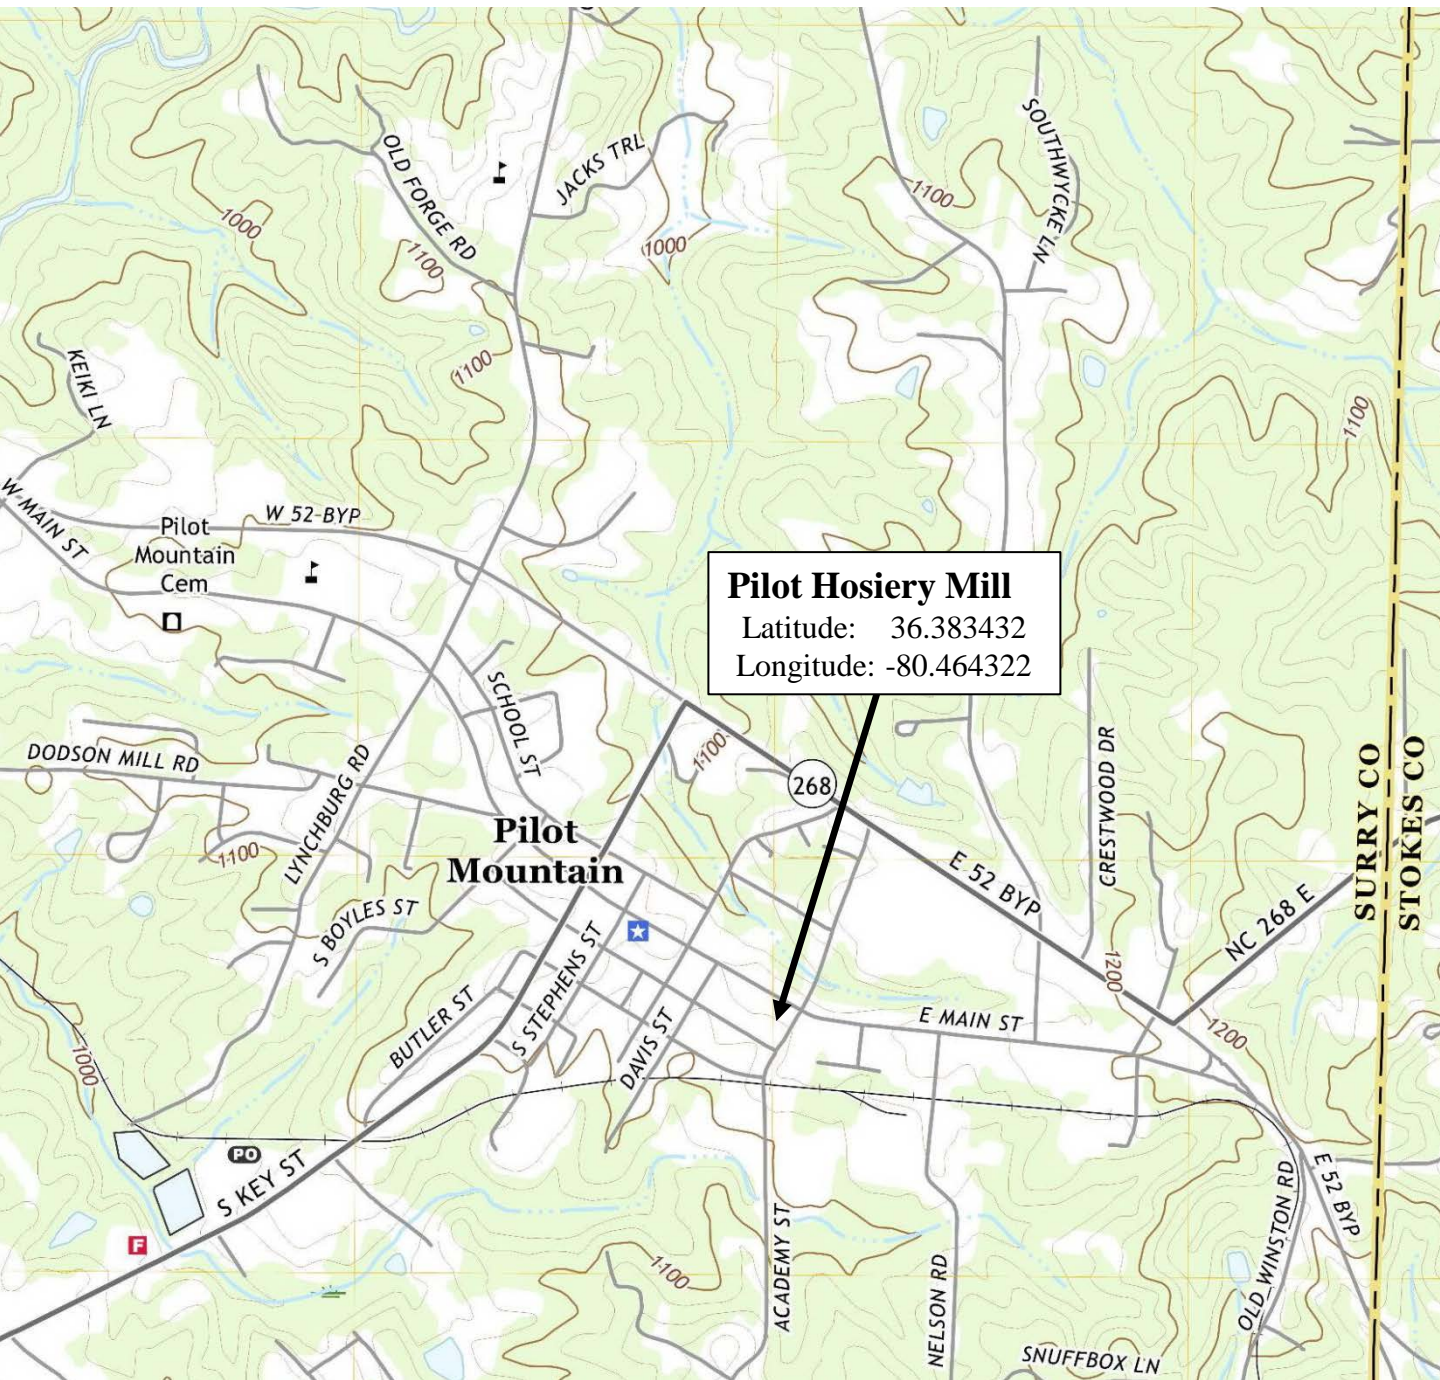 OLD FORGE RD
JACKS TRL
SOUTHWYCKE LN
1100
1000
1100
1000
1100
KEIKI LN
1100
W MAIN ST
W 52 BYP
Pilot
Mountain
Cem
Pilot Hosiery Mill
Latitude: 36.383432
Longitude: -80.464322
SCHOOL ST
DODSON MILL RD
LYNCHBURG RD
1100
268
CRESTWOOD DR
SURRY CO
STOKES CO
1100
Pilot
Mountain
E 52 BYP
S BOYLES ST
NC 268 E
S STEPHENS ST
1200
BUTLER ST
DAVIS ST
E MAIN ST
1200
1000
PO
S KEY ST
F
1100
ACADEMY ST
NELSON RD
OLD WINSTON RD
E 52 BYP
SNUFFBOX LN